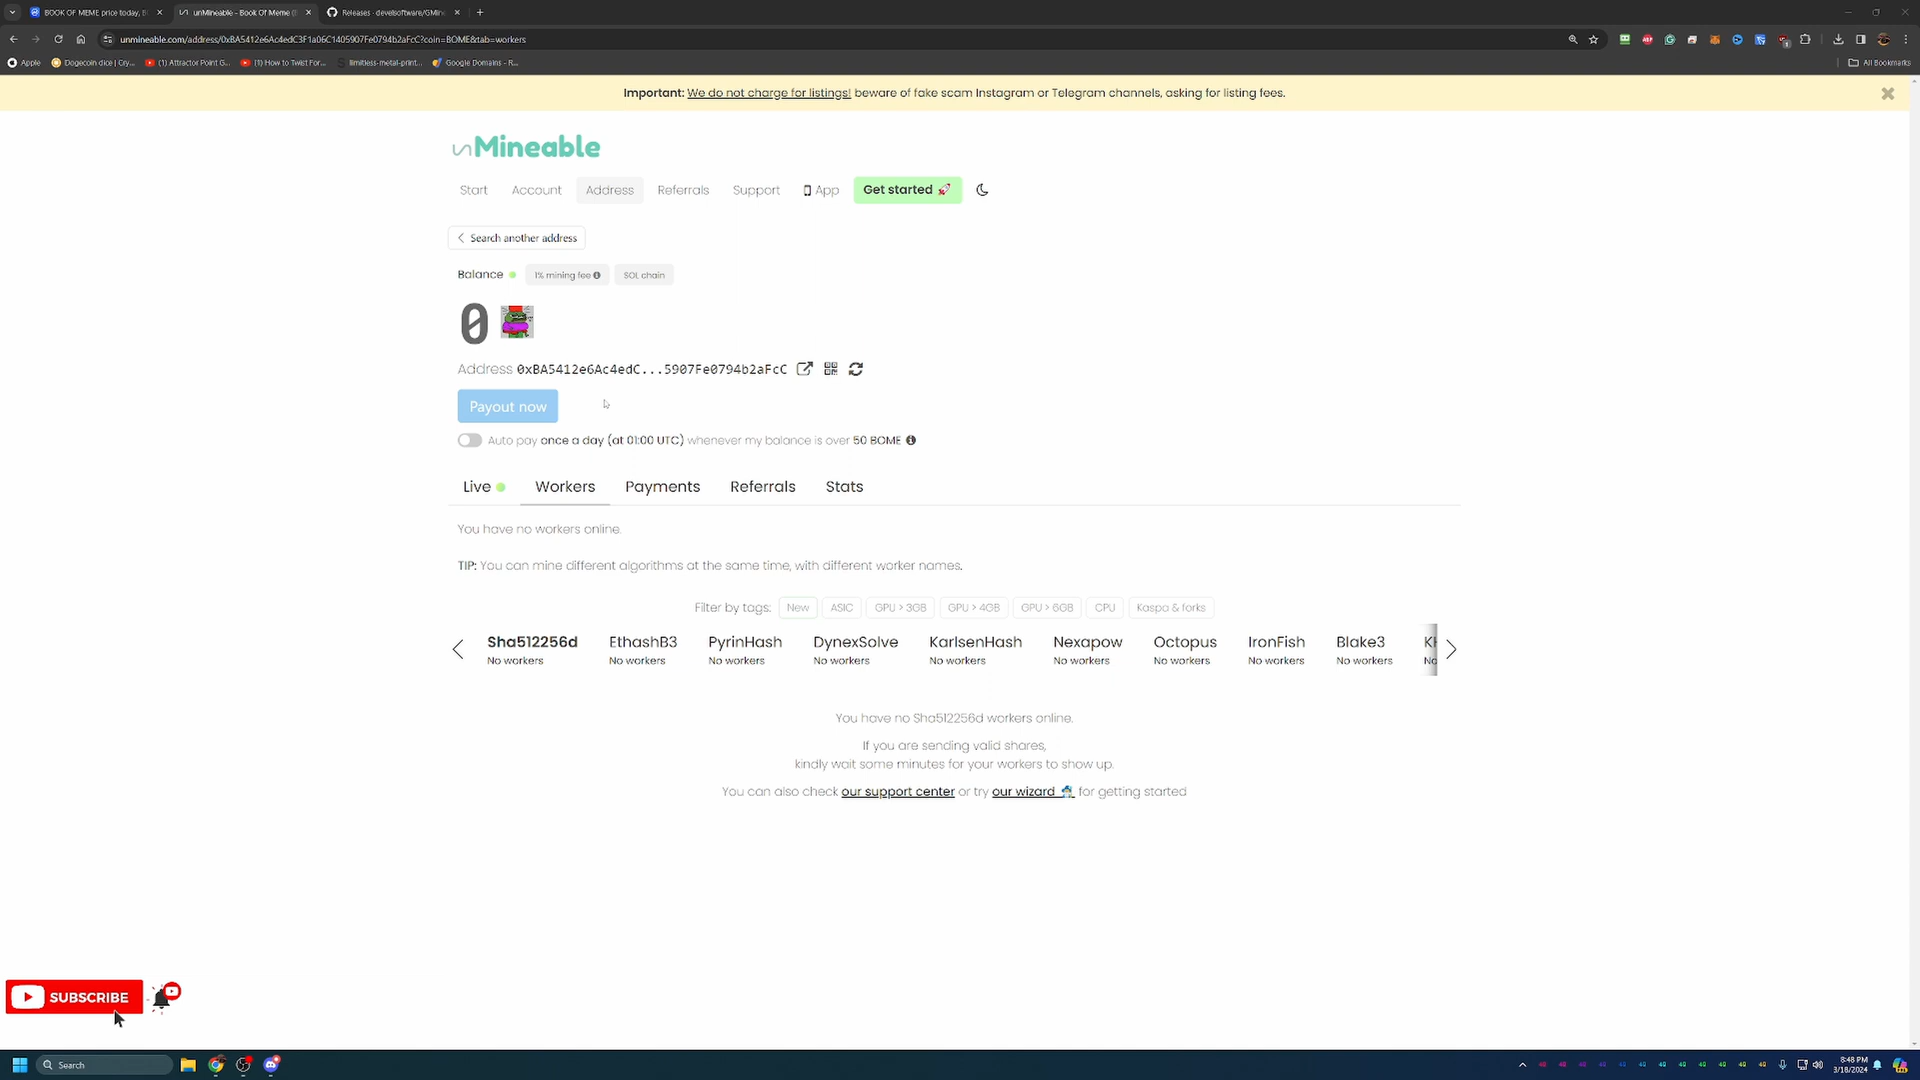 BOOK OF MEME price today, B
unMineable - Book Of Meme (
Releases · develsoftware/GMin
unmineable.com/address/0xBA5412e6Ac4edC3F1a06C1405907Fe0794b2aFcC?coin=BOME&tab=workers
Apple
Dogecoin dice | Cry...
(1) Attractor Point G...
(1) How to Twist For...
limitless-metal-print...
Google Domains - R...
All Bookmarks
Important: We do not charge for listings! beware of fake scam Instagram or Telegram channels, asking for listing fees.
unMineable
Start Account Address Referrals Support App Get started
Search another address
Balance 1% mining fee SOL chain
0
Address 0xBA5412e6Ac4edC...5907Fe0794b2aFcC
Payout now
Auto pay once a day (at 01:00 UTC) whenever my balance is over 50 BOME
Live Workers Payments Referrals Stats
You have no workers online.
TIP: You can mine different algorithms at the same time, with different worker names.
Filter by tags: New ASIC GPU > 3GB GPU > 4GB GPU > 6GB CPU Kaspa & forks
Sha512256d EthashB3 PyrinHash DynexSolve KarlsenHash Nexapow Octopus IronFish Blake3
No workers No workers No workers No workers No workers No workers No workers No workers No workers No
You have no Sha512256d workers online.
If you are sending valid shares,
kindly wait some minutes for your workers to show up.
You can also check our support center or try our wizard for getting started
SUBSCRIBE
Search
8:48 PM
3/18/2024